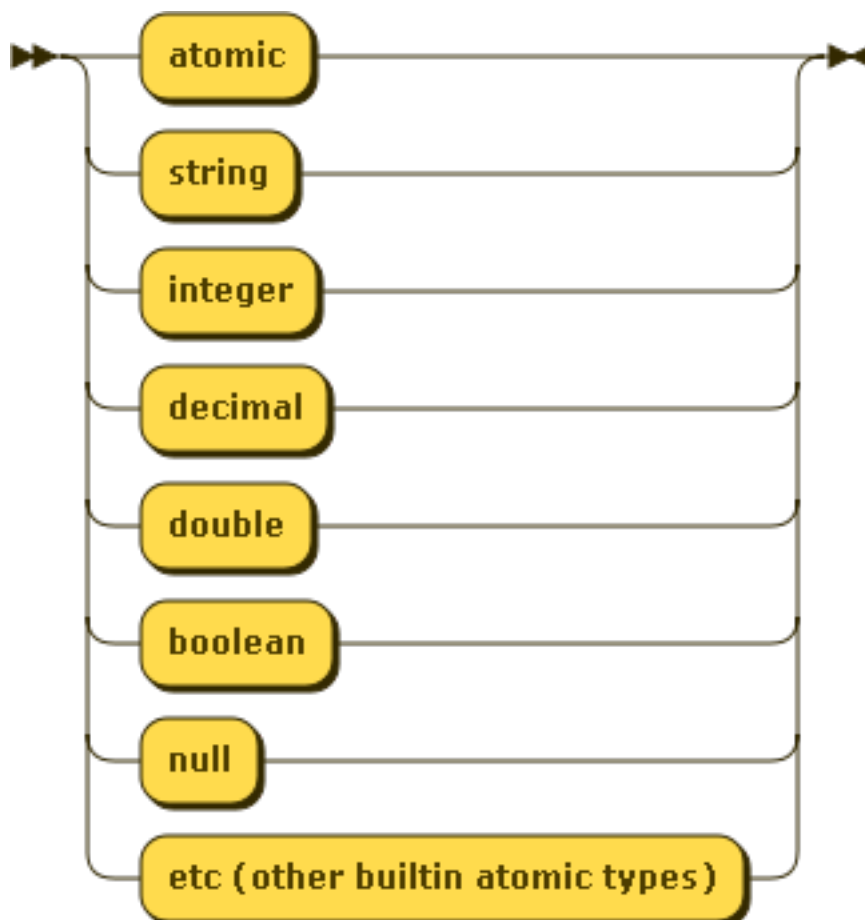 atomic
string
integer
decimal
double
boolean
null
etc (other builtin atomic types)